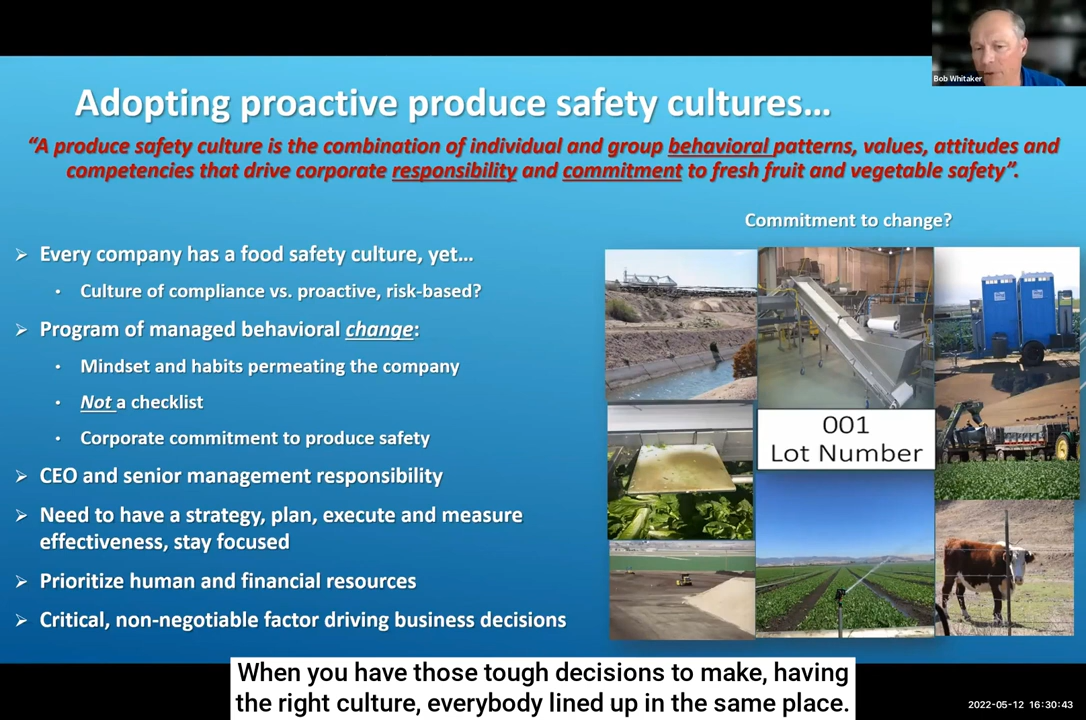 Bob Whitaker
Adopting proactive produce safety cultures...
“A produce safety culture is the combination of individual and group behavioral patterns, values, attitudes and
competencies that drive corporate responsibility and commitment to fresh fruit and vegetable safety”.
Commitment to change?
Every company has a food safety culture, yet...
Culture of compliance vs. proactive, risk-based?
Program of managed behavioral change:
Mindset and habits permeating the company
Not a checklist
Corporate commitment to produce safety
CEO and senior management responsibility
Need to have a strategy, plan, execute and measure
effectiveness, stay focused
Prioritize human and financial resources
Critical, non-negotiable factor driving business decisions
001
Lot Number
When you have those tough decisions to make, having
the right culture, everybody lined up in the same place.
2022-05-12 16:30:43